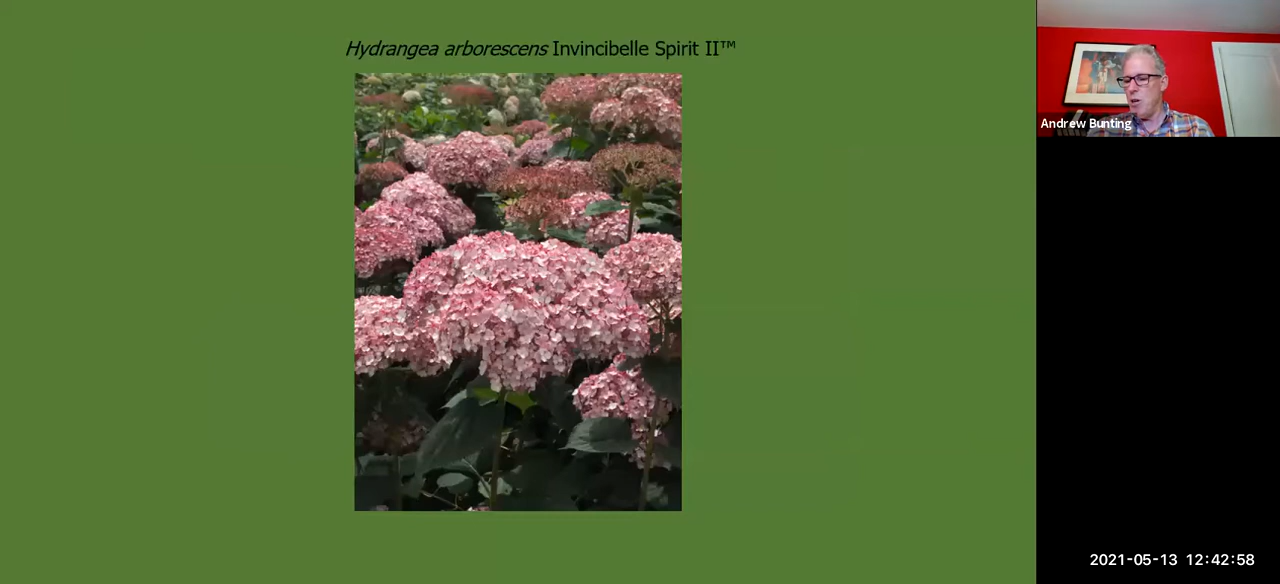 Hydrangea arborescens Invincibelle Spirit II™
Andrew Bunting
2021-05-13 12:42:58